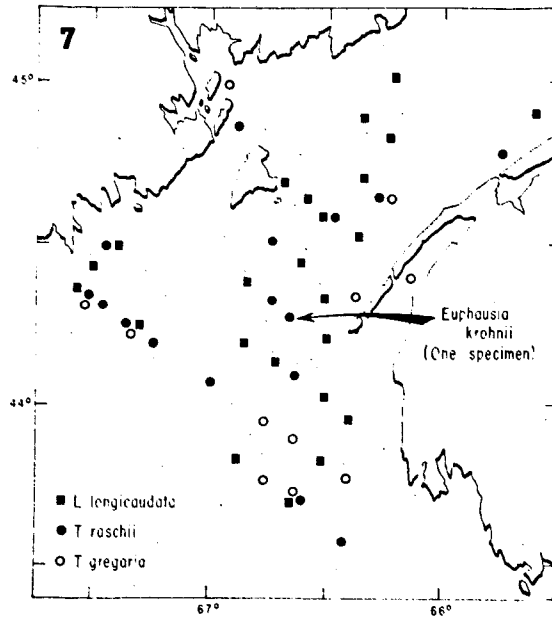 7
45°
44°
Euphausia
krohnii
(One specimen)
L longicaudata
T raschii
T gregaria
67°
66°